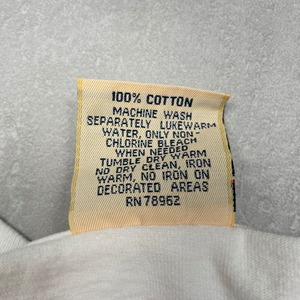 100% COTTON
MACHINE WASH
SEPARATELY LUKEWARM
WATER, ONLY NON-
CHLORINE BLEACH
WHEN NEEDED
TUMBLE DRY WARM
NO DRY CLEAN, IRON
WARM, NO IRON ON
DECORATED AREAS
RN 78962